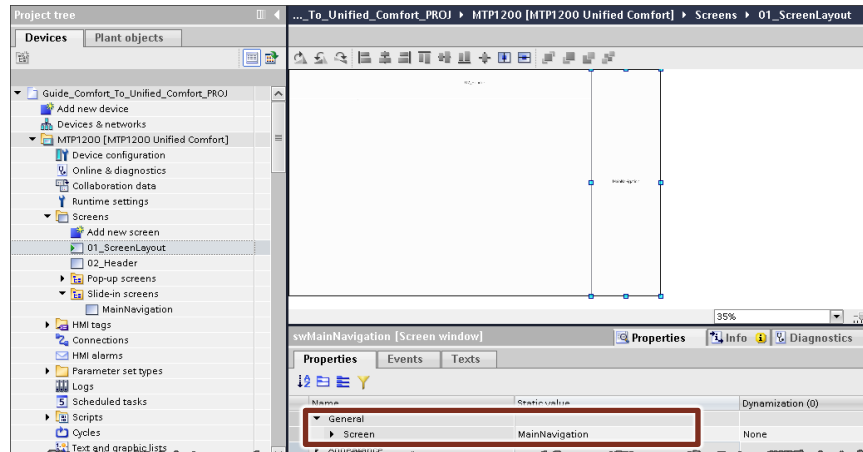 Project tree
Devices
Plant objects
Guide_Comfort_To_Unified_Comfort_PROJ
Add new device
Devices & networks
MTP1200 [MTP1200 Unified Comfort]
Device configuration
Online & diagnostics
Collaboration data
Runtime settings
Screens
Add new screen
01_ScreenLayout
02_Header
Pop-up screens
Slide-in screens
MainNavigation
HMI tags
Connections
HMI alarms
Parameter set types
Logs
Scheduled tasks
Scripts
Cycles
Text and graphic lists
..._To_Unified_Comfort_PROJ MTP1200 [MTP1200 Unified Comfort] Screens 01_ScreenLayout
35%
swMainNavigation [Screen window]
Properties
Info
Diagnostics
Properties
Events
Texts
Name
Static value
Dynamization (0)
General
Screen
MainNavigation
None